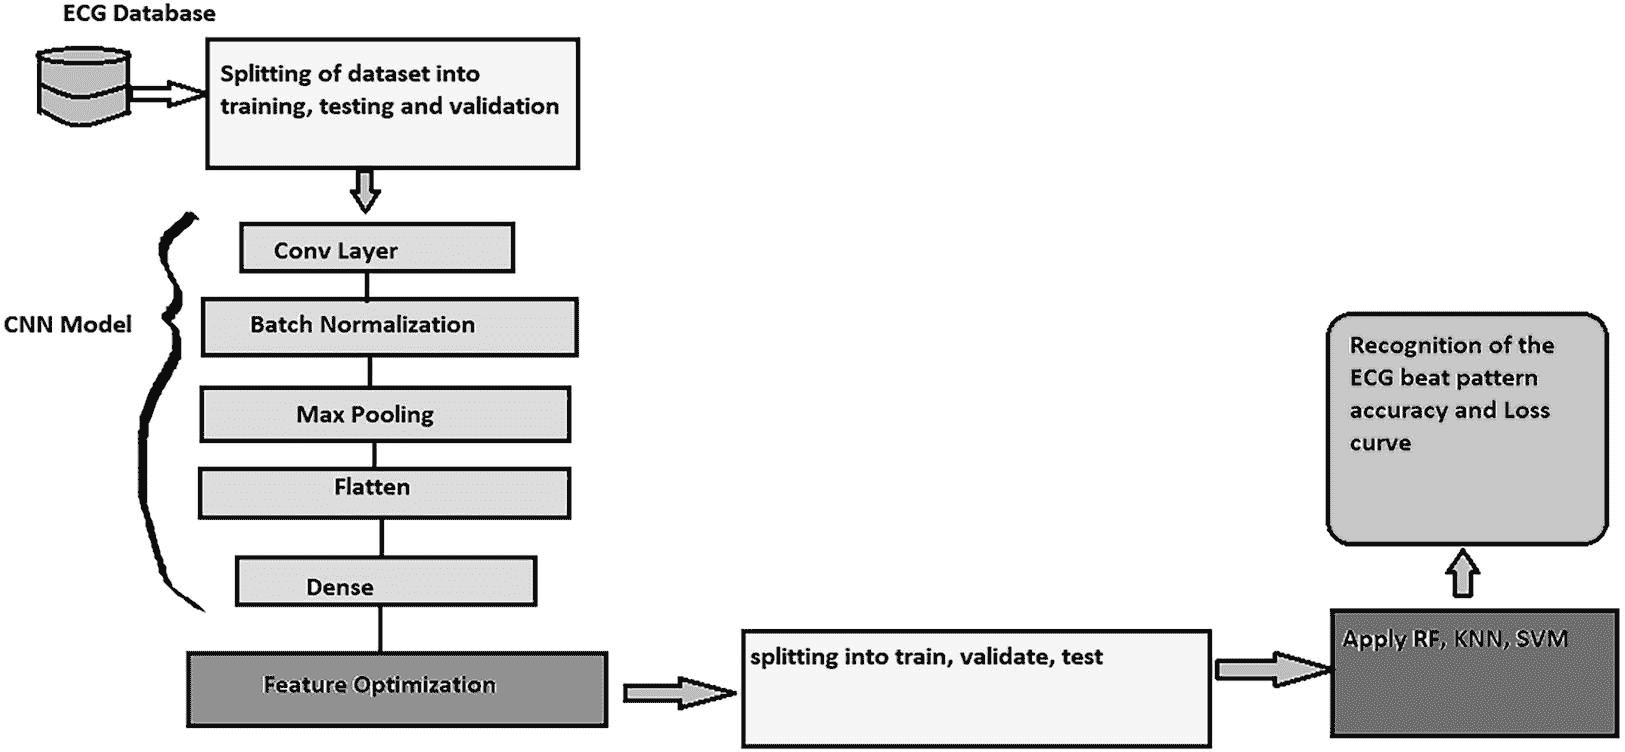 ECG Database
Splitting of dataset into
training, testing and validation
Conv Layer
CNN Model
Batch Normalization
Max Pooling
Flatten
Dense
Feature Optimization
splitting into train, validate, test
Apply RF, KNN, SVM
Recognition of the
ECG beat pattern
accuracy and Loss
curve